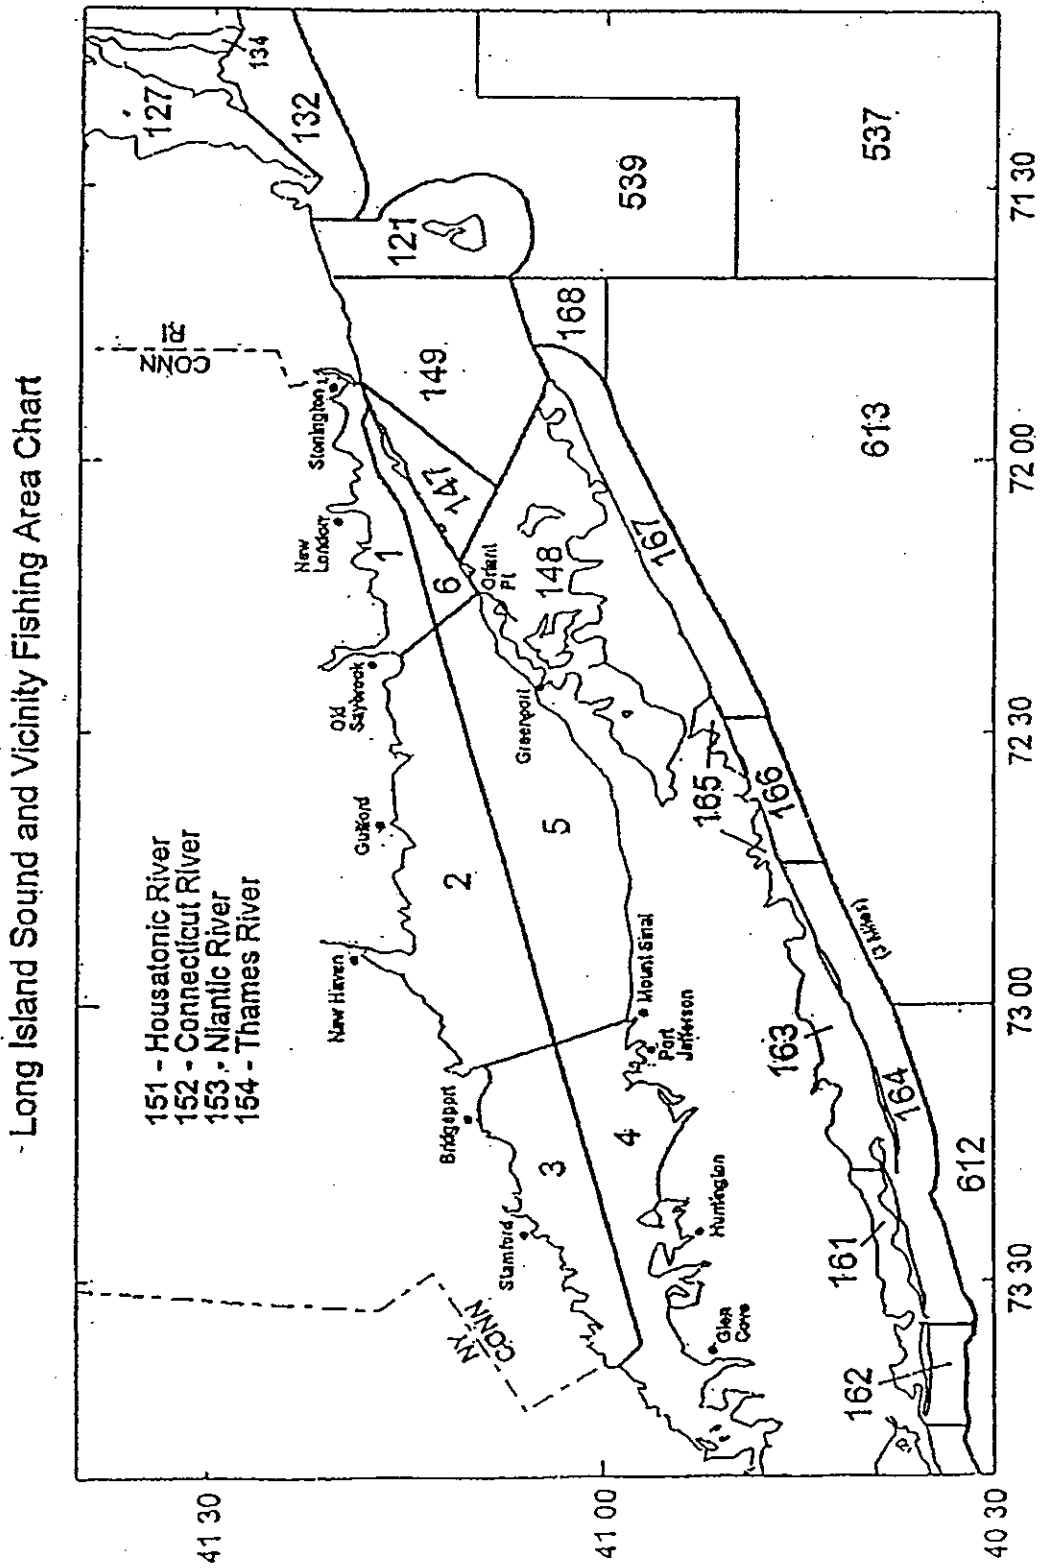 Long Island Sound and Vicinity Fishing Area Chart
151 - Housatonic River
152 - Connecticut River
153 - Niantic River
154 - Thames River
127
134
132
CONN
R I
NY
CONN
Stonington
New
London
Old
Saybrook
Guilford
New Haven
Bridgeport
Stamford
121
149
147
1
6
Orient
Pt
148
Greenport
2
5
3
4
Mount Sinai
Port
Jefferson
Huntington
Glen
Cove
539
537
168
613
167
165
166
(3 Miles)
163
164
161
162
612
41 30
41 00
40 30
73 30
73 00
72 30
72 00
71 30